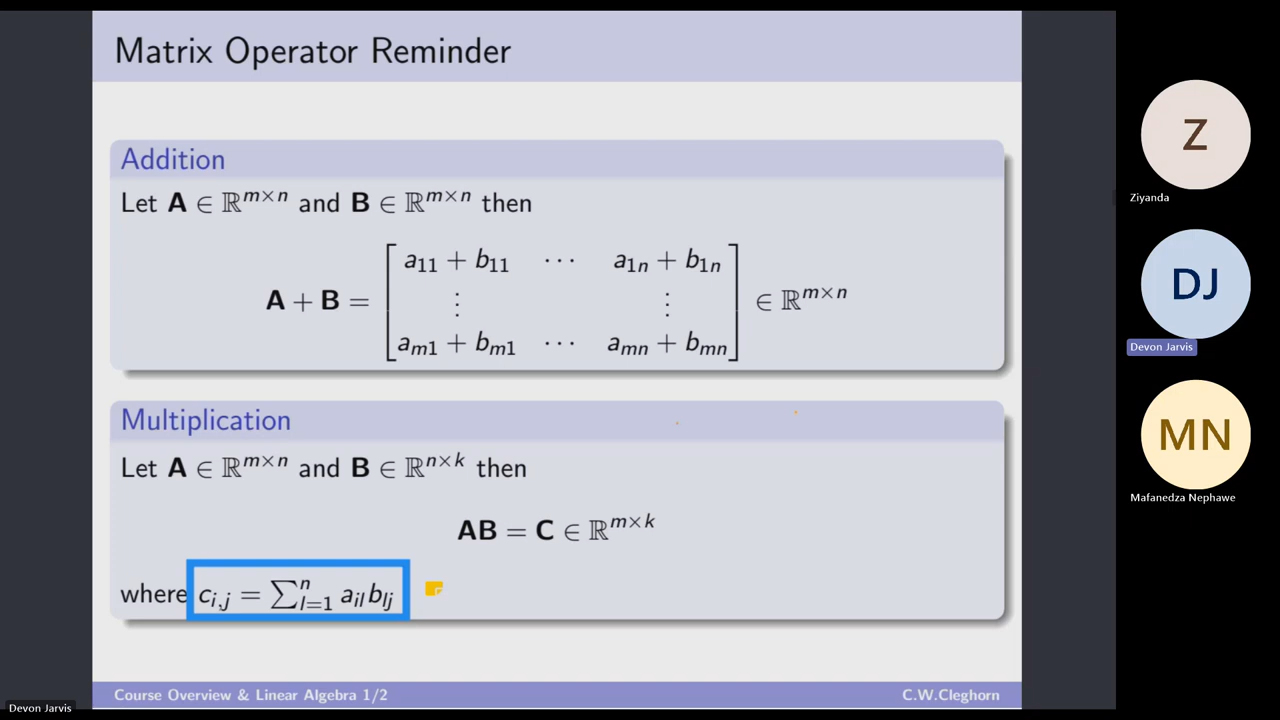 Matrix Operator Reminder
Addition
Let A ∈ ℝ^{m×n} and B ∈ ℝ^{m×n} then
A + B = [ a_{11} + b_{11} ⋯ a_{1n} + b_{1n}
⋮ ⋮
a_{m1} + b_{m1} ⋯ a_{mn} + b_{mn} ] ∈ ℝ^{m×n}
Multiplication
Let A ∈ ℝ^{m×n} and B ∈ ℝ^{n×k} then
AB = C ∈ ℝ^{m×k}
where c_{i,j} = ∑_{l=1}^{n} a_{il} b_{lj}
Course Overview & Linear Algebra 1/2 C.W.Cleghorn
Devon Jarvis
Z
Ziyanda
DJ
Devon Jarvis
MN
Mafanedza Nephawe